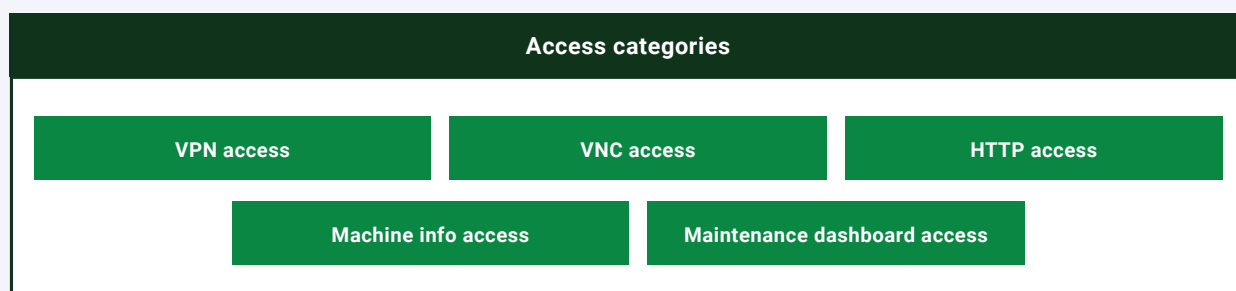 Access categories
VPN access
VNC access
HTTP access
Machine info access
Maintenance dashboard access